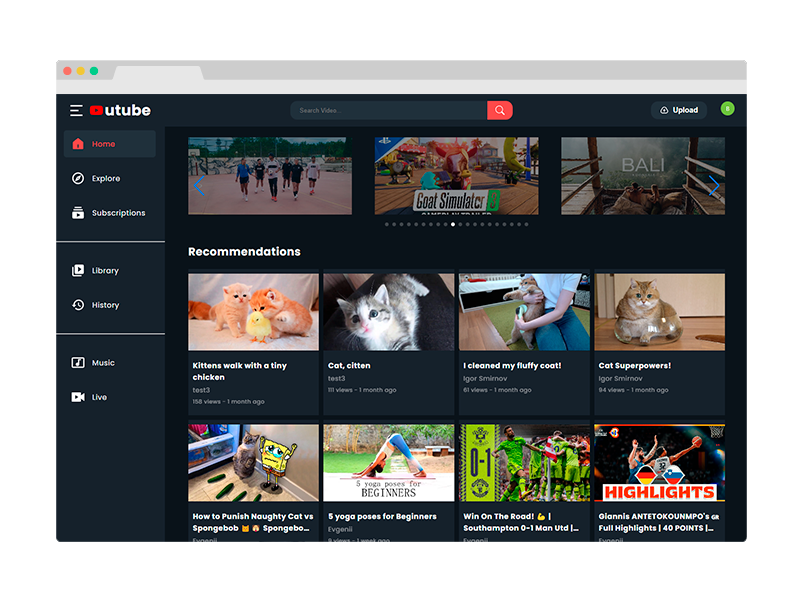 utube
Search Video...
Upload
B
Home
Explore
Subscriptions
Library
History
Music
Live
Goat Simulator 3
GAMEPLAY TRAILER
BALI
Recommendations
Kittens walk with a tiny
chicken
test3
158 views - 1 month ago
Cat, citten
test3
111 views - 1 month ago
I cleaned my fluffy coat!
Igor Smirnov
61 views - 1 month ago
Cat Superpowers!
Igor Smirnov
94 views - 1 month ago
5 yoga poses for
BEGINNERS
0-1
32
HIGHLIGHTS
How to Punish Naughty Cat vs
Spongebob 😼 🙀 Spongebo...
Evgenii
5 yoga poses for Beginners
Evgenii
9 views - 1 week ago
Win On The Road! 💪 |
Southampton 0-1 Man Utd |...
Evgenii
Giannis ANTETOKOUNMPO's GR
Full Highlights | 40 POINTS |...
Evgenii